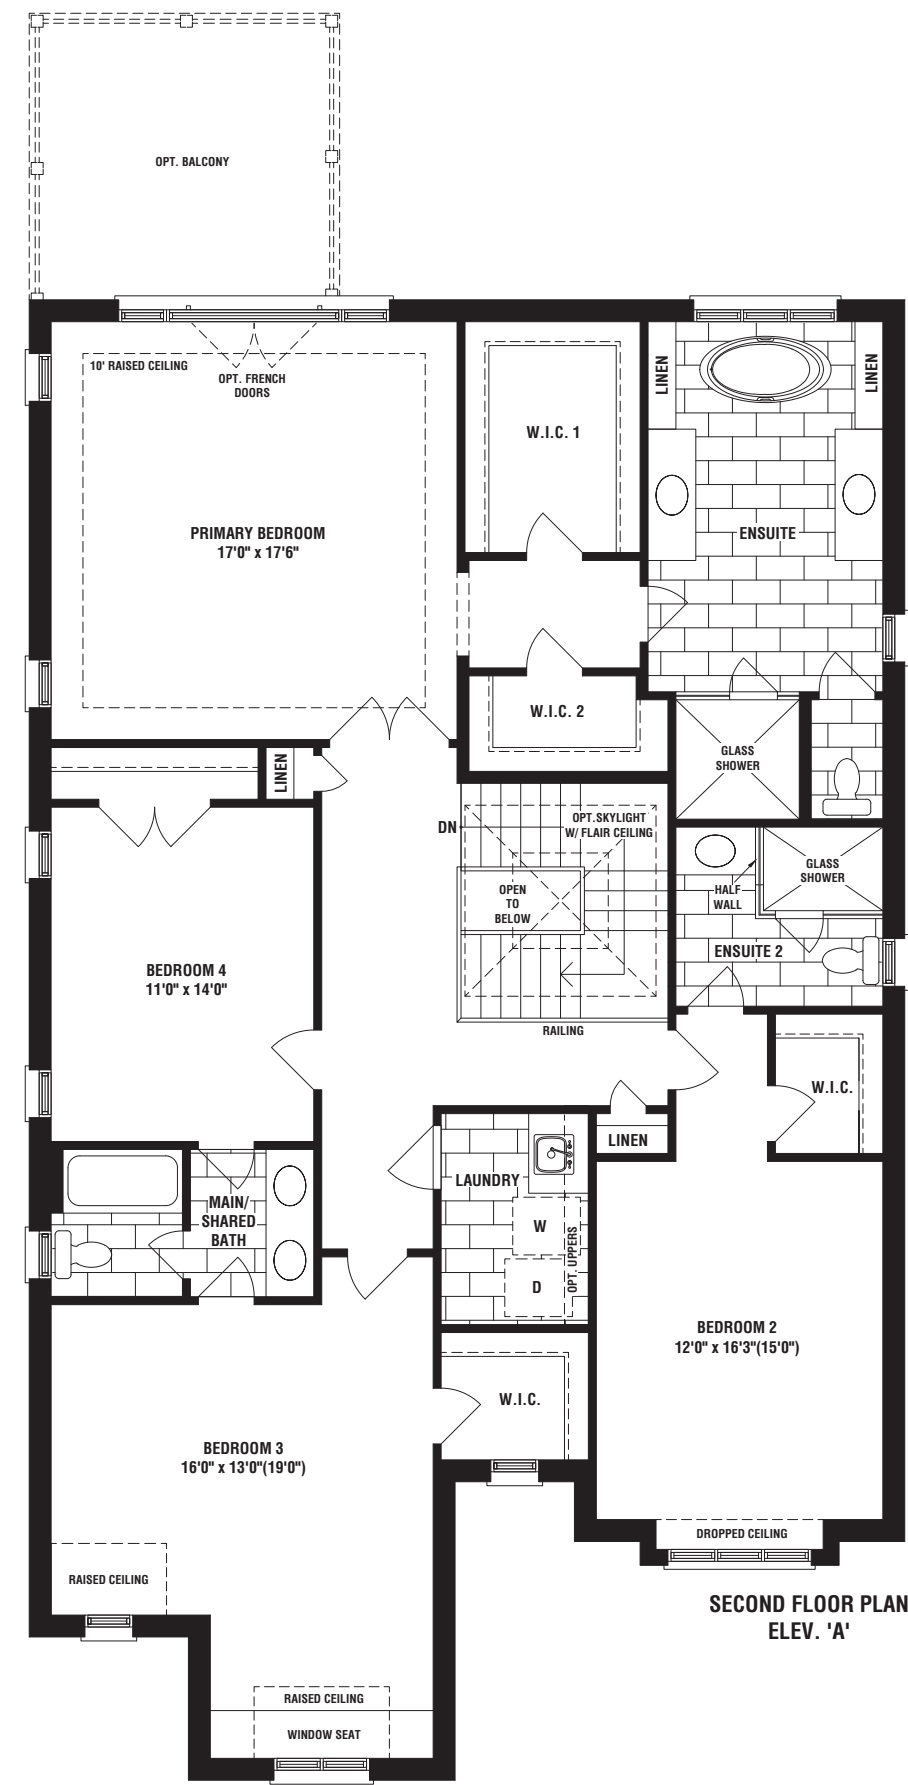 OPT. BALCONY
10' RAISED CEILING
OPT. FRENCH
DOORS
PRIMARY BEDROOM
17'0" x 17'6"
W.I.C. 1
LINEN
LINEN
ENSUITE
W.I.C. 2
GLASS
SHOWER
LINEN
DN
OPT.SKYLIGHT
W/ FLAIR CEILING
OPEN
TO
BELOW
RAILING
HALF
WALL
GLASS
SHOWER
ENSUITE 2
BEDROOM 4
11'0" x 14'0"
W.I.C.
LINEN
LAUNDRY
W
D
OPT. UPPERS
MAIN/
SHARED
BATH
BEDROOM 2
12'0" x 16'3"(15'0")
W.I.C.
BEDROOM 3
16'0" x 13'0"(19'0")
DROPPED CEILING
RAISED CEILING
RAISED CEILING
WINDOW SEAT
SECOND FLOOR PLAN
ELEV. 'A'